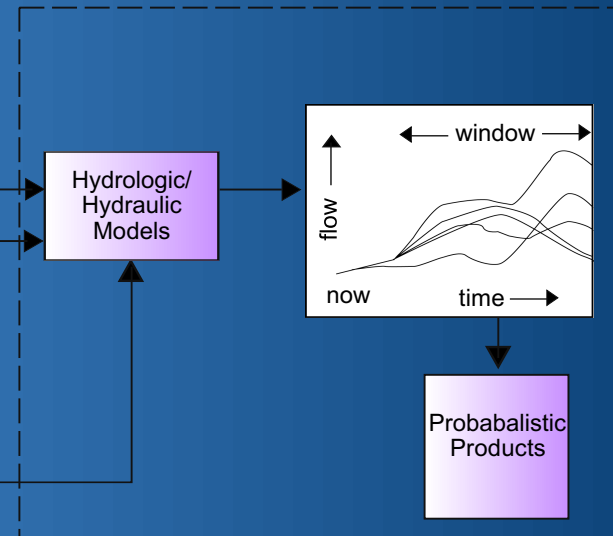 Hydrologic/
Hydraulic
Models
window
flow
now
time
Probabalistic
Products